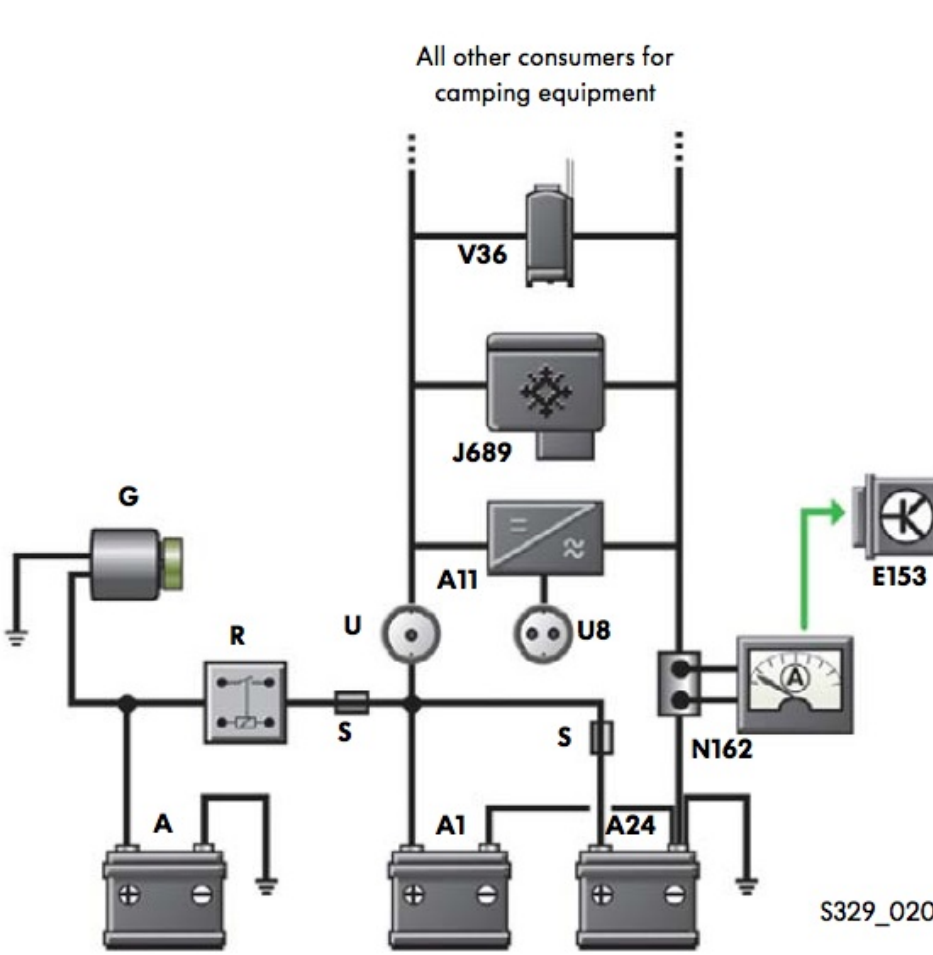 All other consumers for
camping equipment
V36
J689
G
A11
E153
R
U
U8
A
S
S
N162
A
A1
A24
S329_020